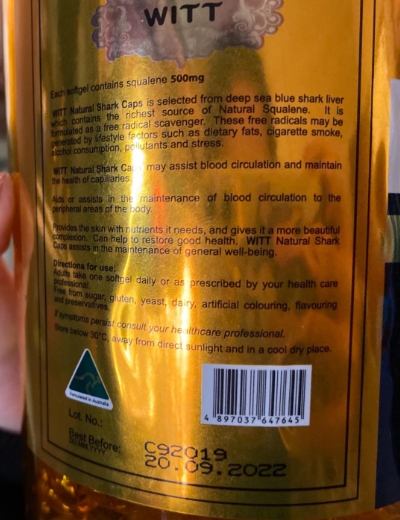 WITT
Each softgel contains squalene 500mg
WITT Natural Shark Caps is selected from deep sea blue shark liver
which contains the richest source of Natural Squalene. It is
formulated as a free radical scavenger. These free radicals may be
generated by lifestyle factors such as dietary fats, cigarette smoke,
alcohol consumption, pollutants and stress.
WITT Natural Shark Caps may assist blood circulation and maintain
the health of capillaries.
Aids or assists in the maintenance of blood circulation to the
peripheral areas of the body.
Provides the skin with nutrients it needs, and gives it a more beautiful
complexion. Can help to restore good health. WITT Natural Shark
Caps assists in the maintenance of general well-being.
Directions for use:
Adults take one softgel daily or as prescribed by your health care
professional.
Free from sugar, gluten, yeast, dairy, artificial colouring, flavouring
and preservatives.
If symptoms persist consult your healthcare professional.
Store below 30°C, away from direct sunlight and in a cool dry place.
Formulated in Australia
4 897037 647645
Lot. No.:
Best Before:
C92019
20.09.2022